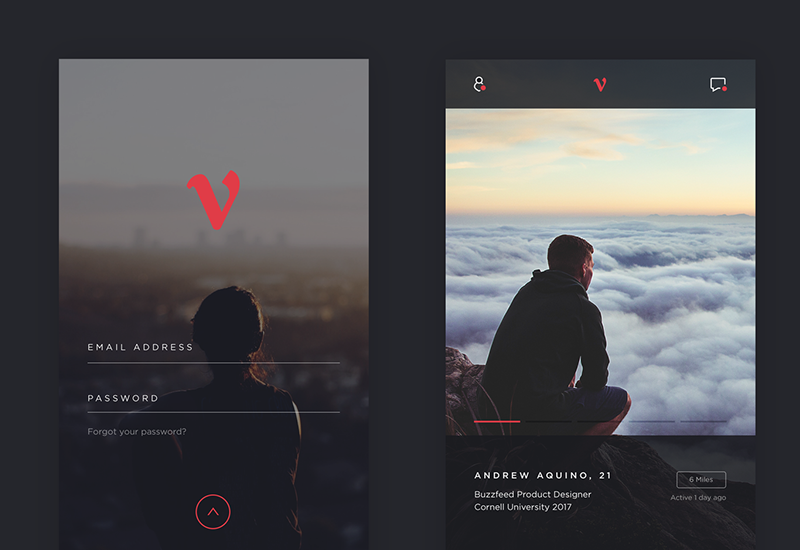 v
EMAIL ADDRESS
PASSWORD
Forgot your password?
v
ANDREW AQUINO, 21
6 Miles
Buzzfeed Product Designer
Active 1 day ago
Cornell University 2017